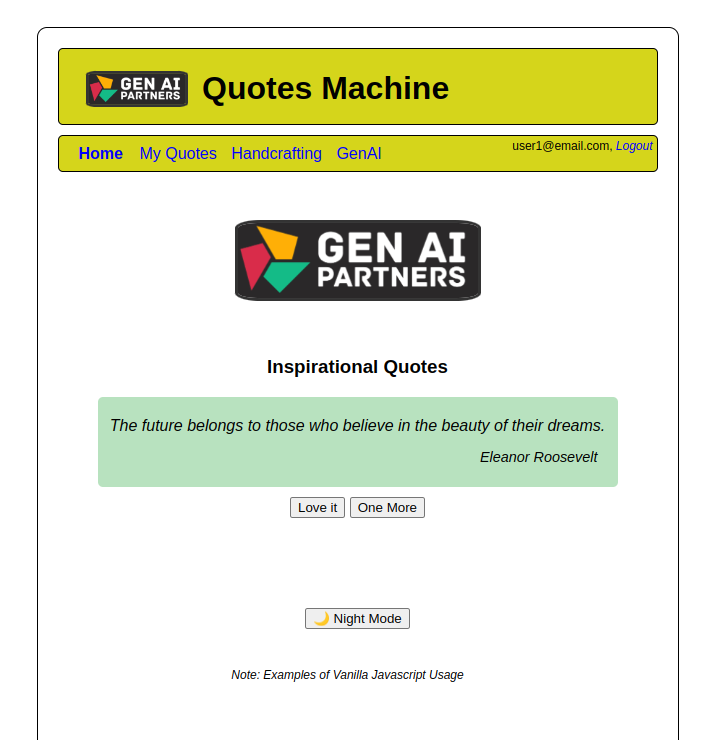 GEN AI
PARTNERS
Quotes Machine
Home My Quotes Handcrafting GenAI
user1@email.com, Logout
GEN AI
PARTNERS
Inspirational Quotes
The future belongs to those who believe in the beauty of their dreams.
Eleanor Roosevelt
Love it One More
🌙 Night Mode
Note: Examples of Vanilla Javascript Usage